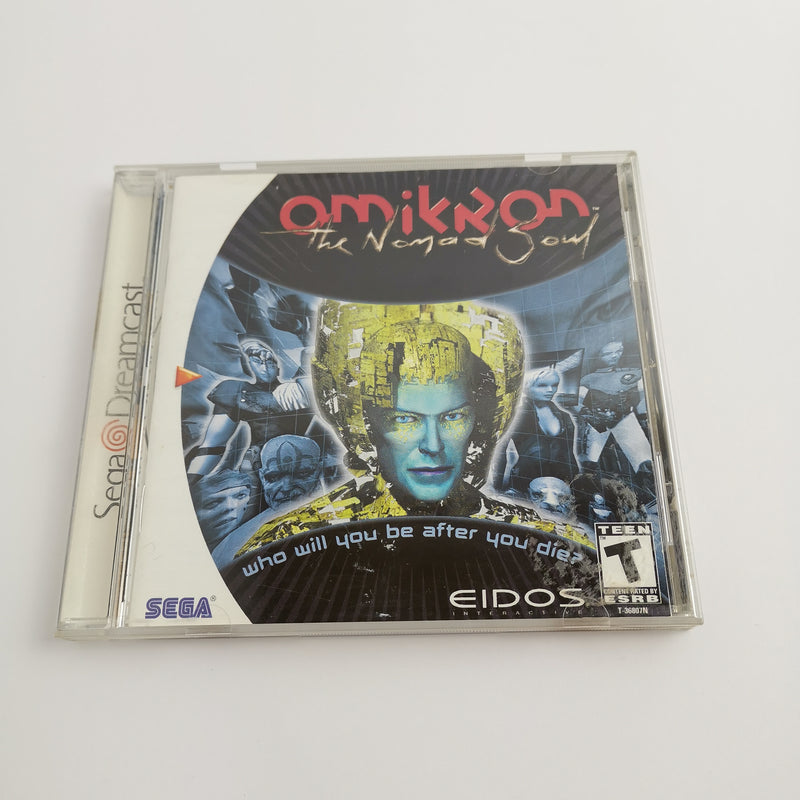 omikron™
The Nomad Soul
Sega Dreamcast
who will you be after you die?
SEGA®
EIDOS
INTERACTIVE
TEEN
T
CONTENT RATED BY
ESRB
T-36807N